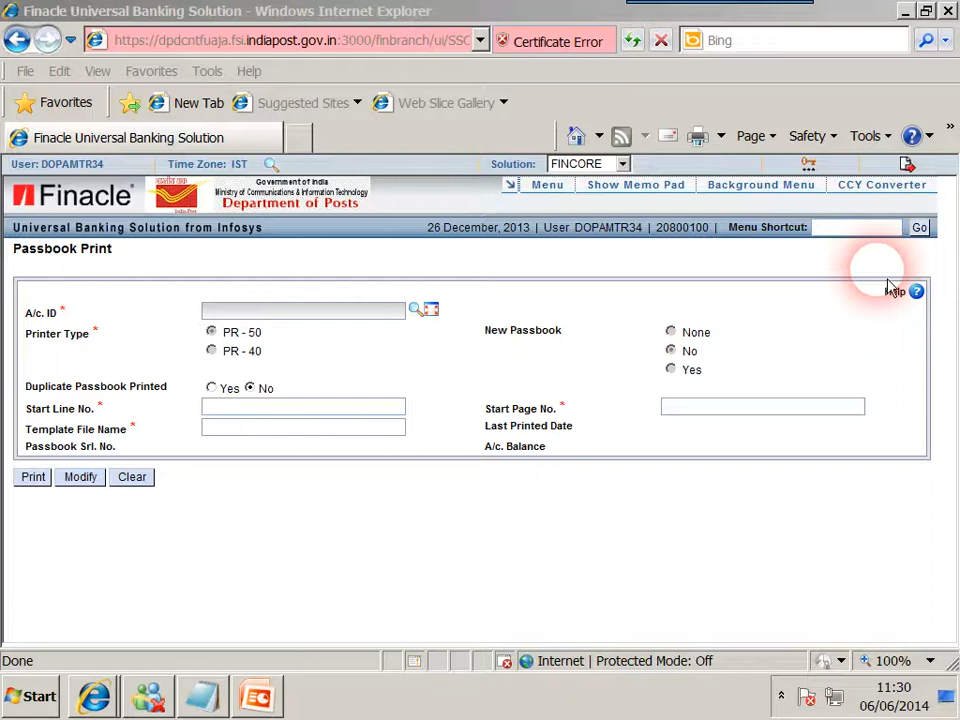 Finacle Universal Banking Solution - Windows Internet Explorer
https://dpdcntfuaja.fsi.indiapost.gov.in:3000/finbranch/ui/SSC
Certificate Error
Bing
File Edit View Favorites Tools Help
Favorites New Tab Suggested Sites Web Slice Gallery
Finacle Universal Banking Solution
Page Safety Tools
User: DOPAMTR34 Time Zone: IST Solution: FINCORE
Finacle
Government of India
Ministry of Communications & Information Technology
Department of Posts
Menu Show Memo Pad Background Menu CCY Converter
Universal Banking Solution from Infosys 26 December, 2013 | User DOPAMTR34 | 20800100 | Menu Shortcut: Go
Passbook Print
Help
A/c. ID *
Printer Type * PR - 50 New Passbook None
PR - 40 No
Yes
Duplicate Passbook Printed Yes No
Start Line No. * Start Page No. *
Template File Name * Last Printed Date
Passbook Srl. No. A/c. Balance
Print Modify Clear
Done Internet | Protected Mode: Off 100%
Start 11:30
06/06/2014